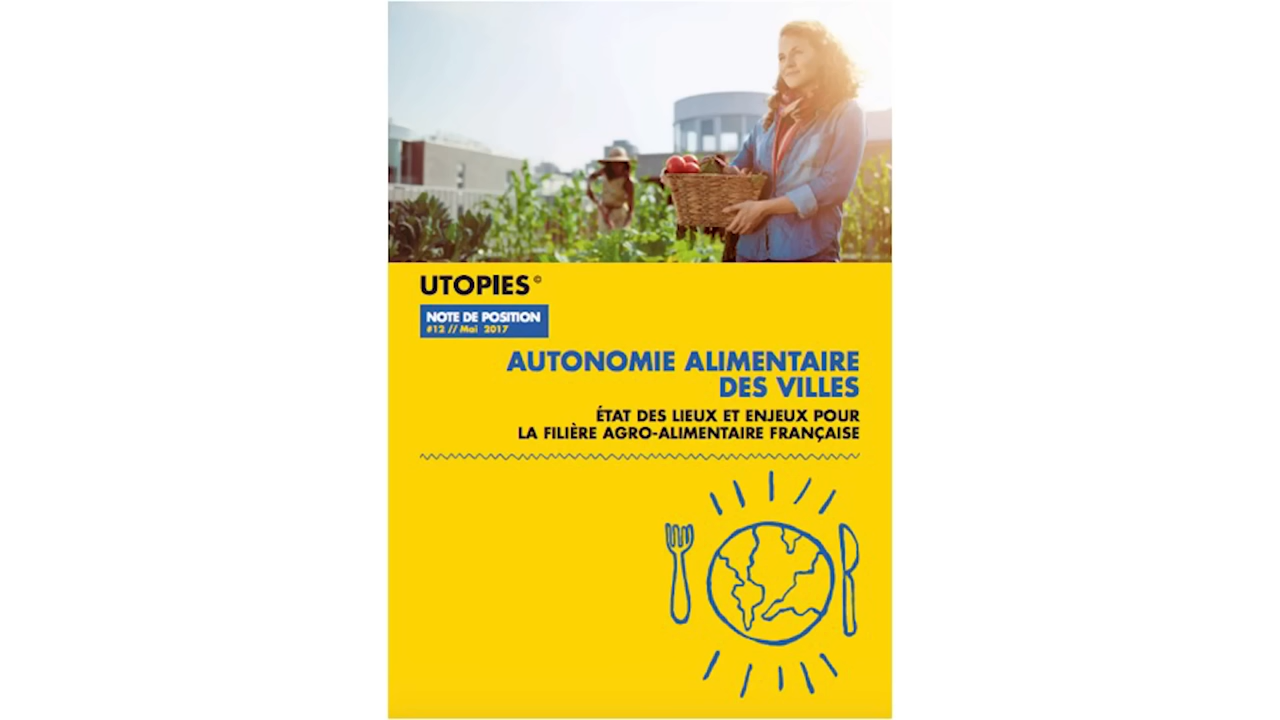 UTOPIES©
NOTE DE POSITION
#12 // Mai 2017
AUTONOMIE ALIMENTAIRE
DES VILLES
ÉTAT DES LIEUX ET ENJEUX POUR
LA FILIÈRE AGRO-ALIMENTAIRE FRANÇAISE